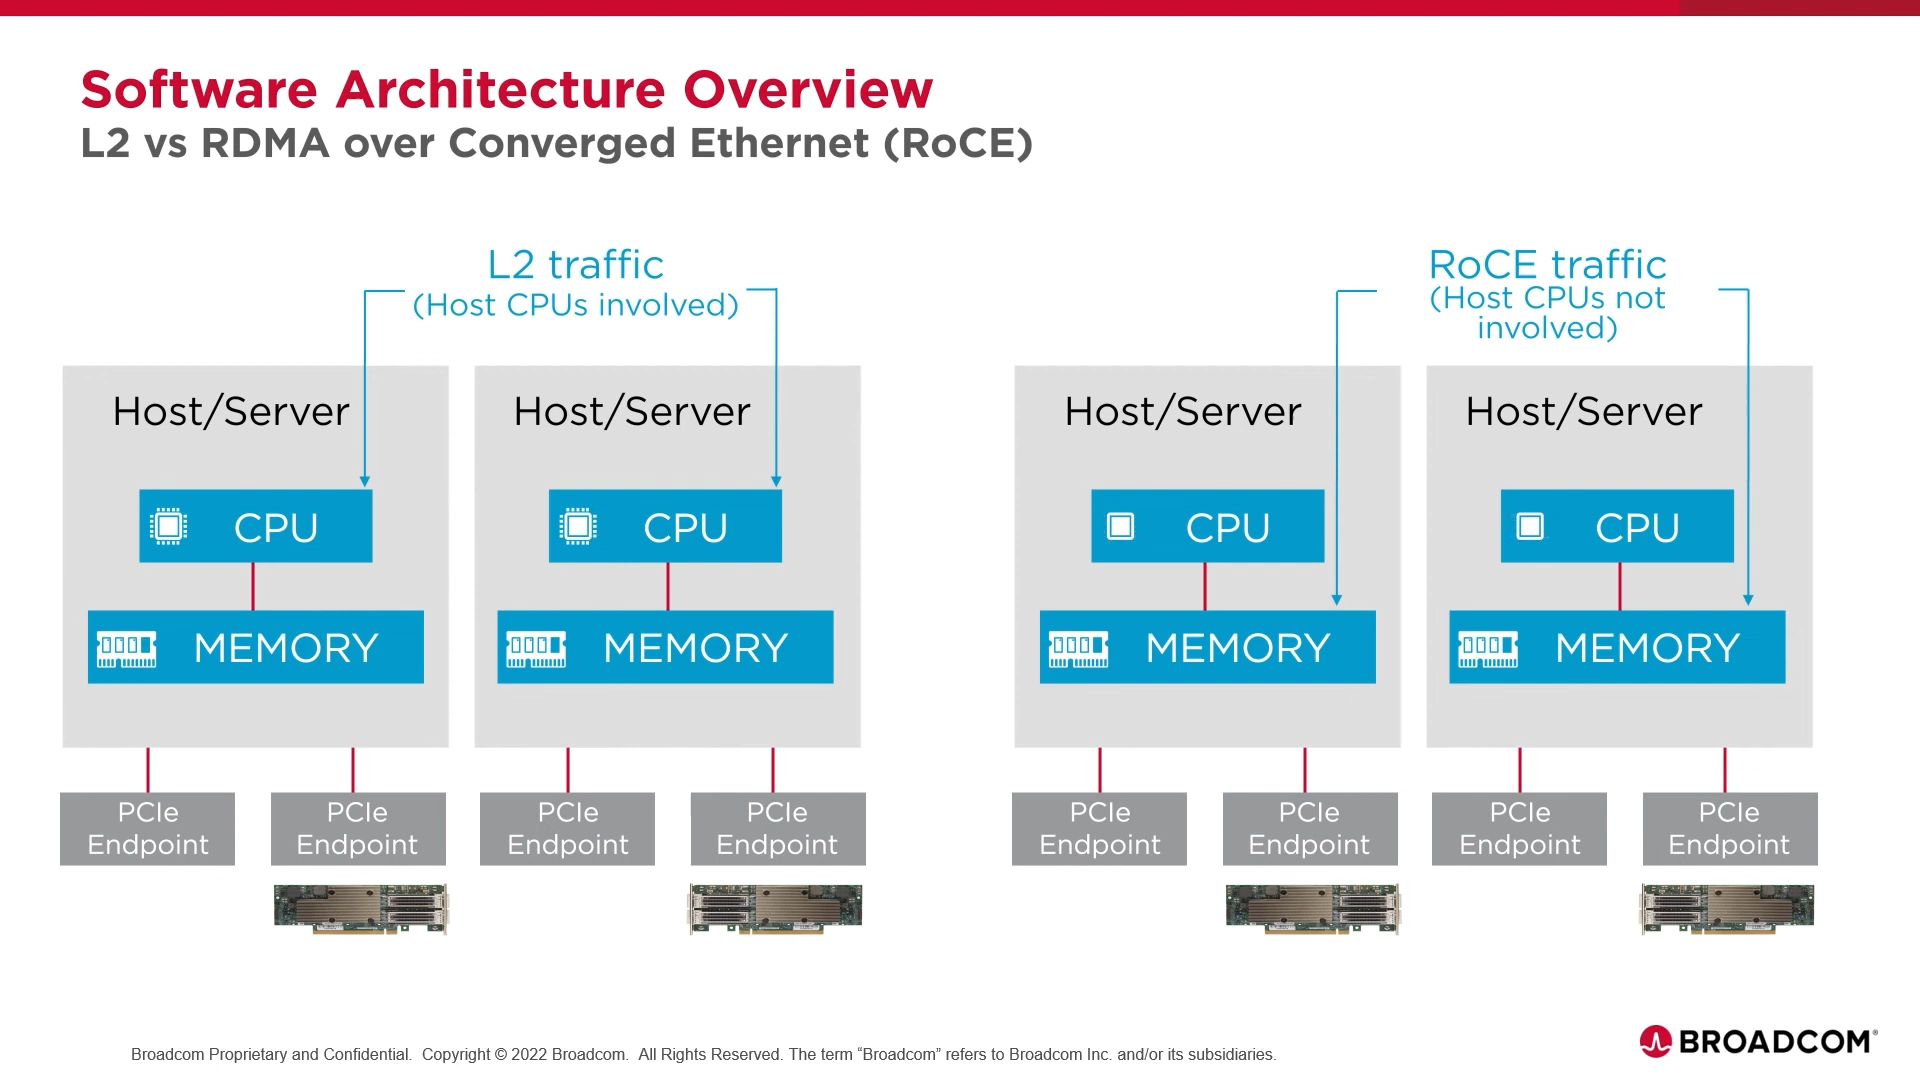 Software Architecture Overview
L2 vs RDMA over Converged Ethernet (RoCE)
L2 traffic
(Host CPUs involved)
Host/Server
Host/Server
CPU
CPU
MEMORY
MEMORY
PCIe
Endpoint
PCIe
Endpoint
PCIe
Endpoint
PCIe
Endpoint
RoCE traffic
(Host CPUs not
involved)
Host/Server
Host/Server
CPU
CPU
MEMORY
MEMORY
PCIe
Endpoint
PCIe
Endpoint
PCIe
Endpoint
PCIe
Endpoint
Broadcom Proprietary and Confidential.  Copyright © 2022 Broadcom.  All Rights Reserved. The term “Broadcom” refers to Broadcom Inc. and/or its subsidiaries.
BROADCOM®